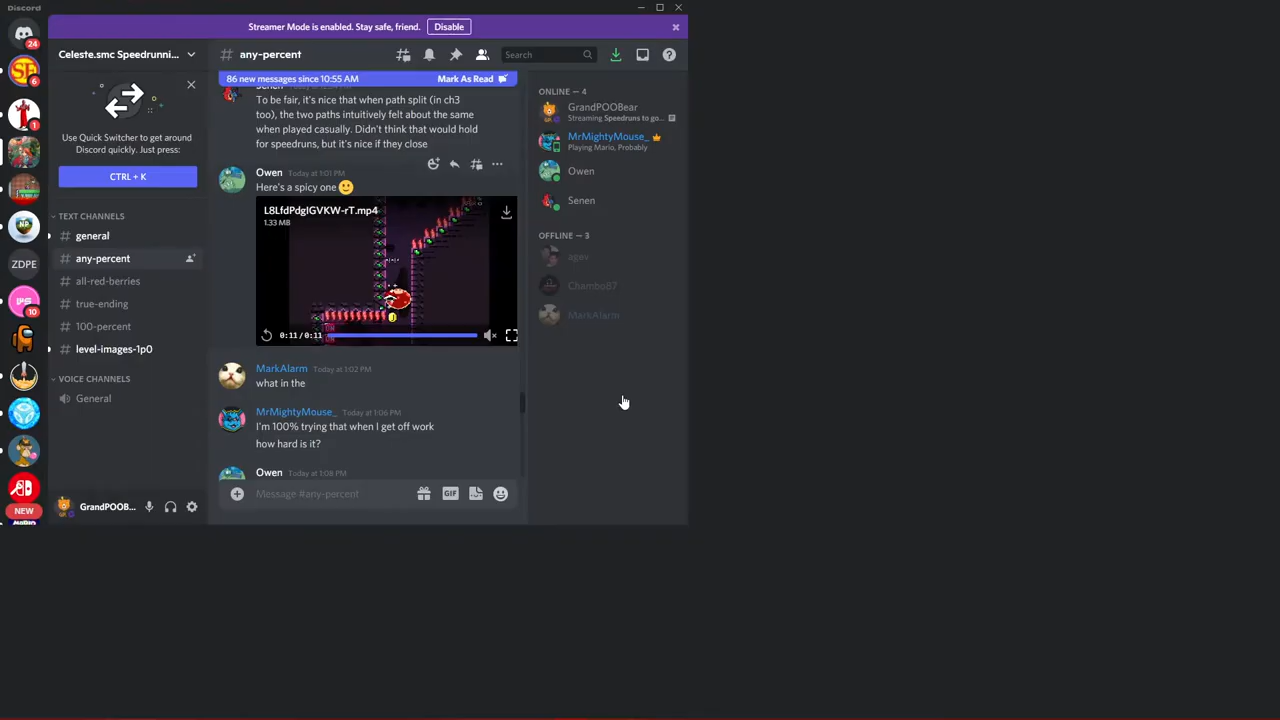 Discord
Streamer Mode is enabled. Stay safe, friend.
Disable
24
6
1
ZDPE
10
NEW
Celeste.smc Speedrunni...
Use Quick Switcher to get around
Discord quickly. Just press:
CTRL + K
TEXT CHANNELS
# general
# any-percent
# all-red-berries
# true-ending
# 100-percent
# level-images-1p0
VOICE CHANNELS
General
GrandPOOB...
# any-percent
Search
86 new messages since 10:55 AM
Mark As Read
Senen
To be fair, it's nice that when path split (in ch3
too), the two paths intuitively felt about the same
when played casually. Didn't think that would hold
for speedruns, but it's nice if they close
Owen Today at 1:01 PM
Here's a spicy one
L8LfdPdgIGVKW-rT.mp4
1.33 MB
0:11/0:11
MarkAlarm Today at 1:02 PM
what in the
MrMightyMouse_ Today at 1:06 PM
I'm 100% trying that when I get off work
how hard is it?
Owen Today at 1:08 PM
Message #any-percent
GIF
ONLINE — 4
GrandPOOBear
Streaming Speedruns to go...
MrMightyMouse_
Playing Mario, Probably
Owen
Senen
OFFLINE — 3
agev
Chambo87
MarkAlarm